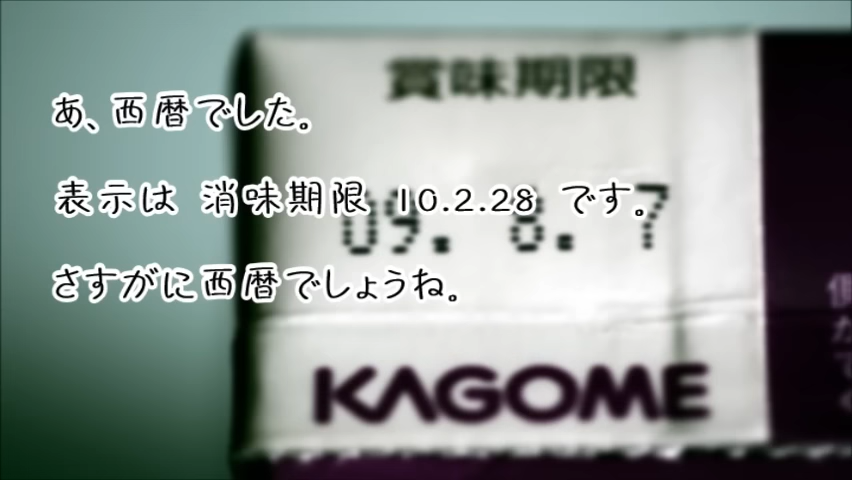 賞味期限
あ、西暦でした。
表示は 消味期限 10.2.28 です。
09. 8. 7
さすがに西暦でしょうね。
KAGOME